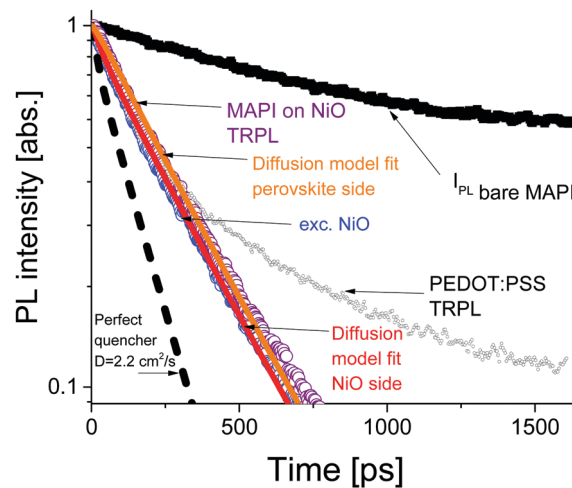 1
MAPI on NiO
TRPL
Diffusion model fit
perovskite side
I_PL bare MAPI
exc. NiO
PEDOT:PSS
TRPL
Perfect
quencher
D=2.2 cm²/s
Diffusion
model fit
NiO side
0.1
PL intensity [abs.]
0
500
1000
1500
Time [ps]